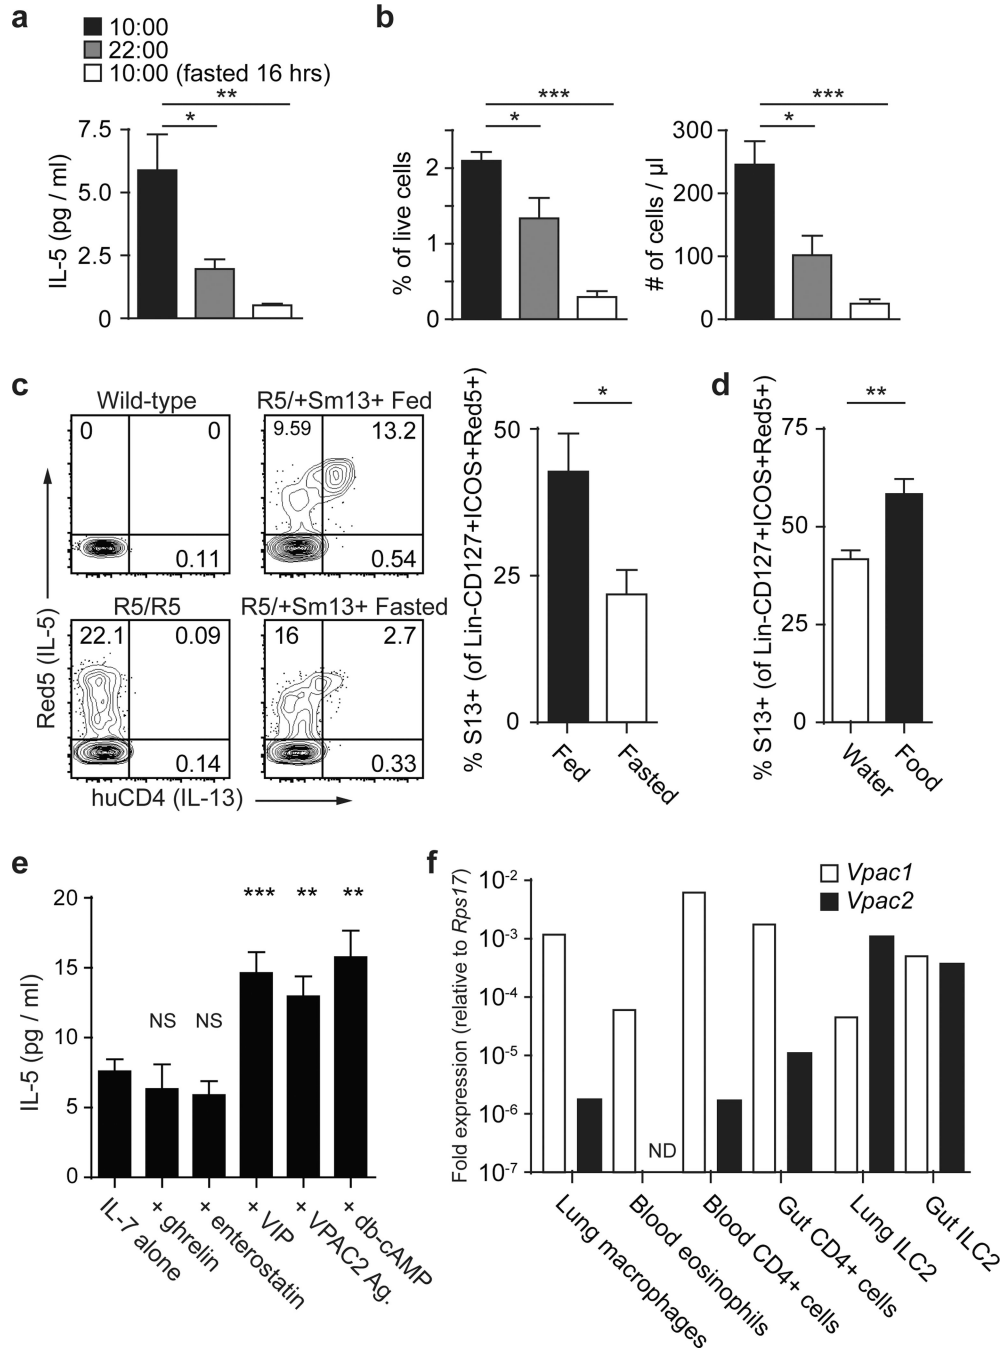 a
10:00
22:00
10:00 (fasted 16 hrs)
**
*
IL-5 (pg / ml)
7.5
5.0
2.5
0
b
***
*
% of live cells
2
1
0
***
*
# of cells / µl
300
200
100
0
c
Wild-type
0
0
0.11
R5/+Sm13+ Fed
9.59
13.2
0.54
R5/R5
22.1
0.09
0.14
R5/+Sm13+ Fasted
16
2.7
0.33
Red5 (IL-5)
huCD4 (IL-13)
% S13+ (of Lin-CD127+ICOS+Red5+)
*
50
25
0
Fed
Fasted
d
% S13+ (of Lin-CD127+ICOS+Red5+)
**
75
50
25
0
Water
Food
e
IL-5 (pg / ml)
20
15
10
5
0
NS
NS
***
**
**
IL-7 alone
+ ghrelin
+ enterostatin
+ VIP
+ VPAC2 Ag.
+ db-cAMP
f
Fold expression (relative to Rps17)
Vpac1
Vpac2
10-2
10-3
10-4
10-5
10-6
10-7
ND
Lung macrophages
Blood eosinophils
Blood CD4+ cells
Gut CD4+ cells
Lung ILC2
Gut ILC2